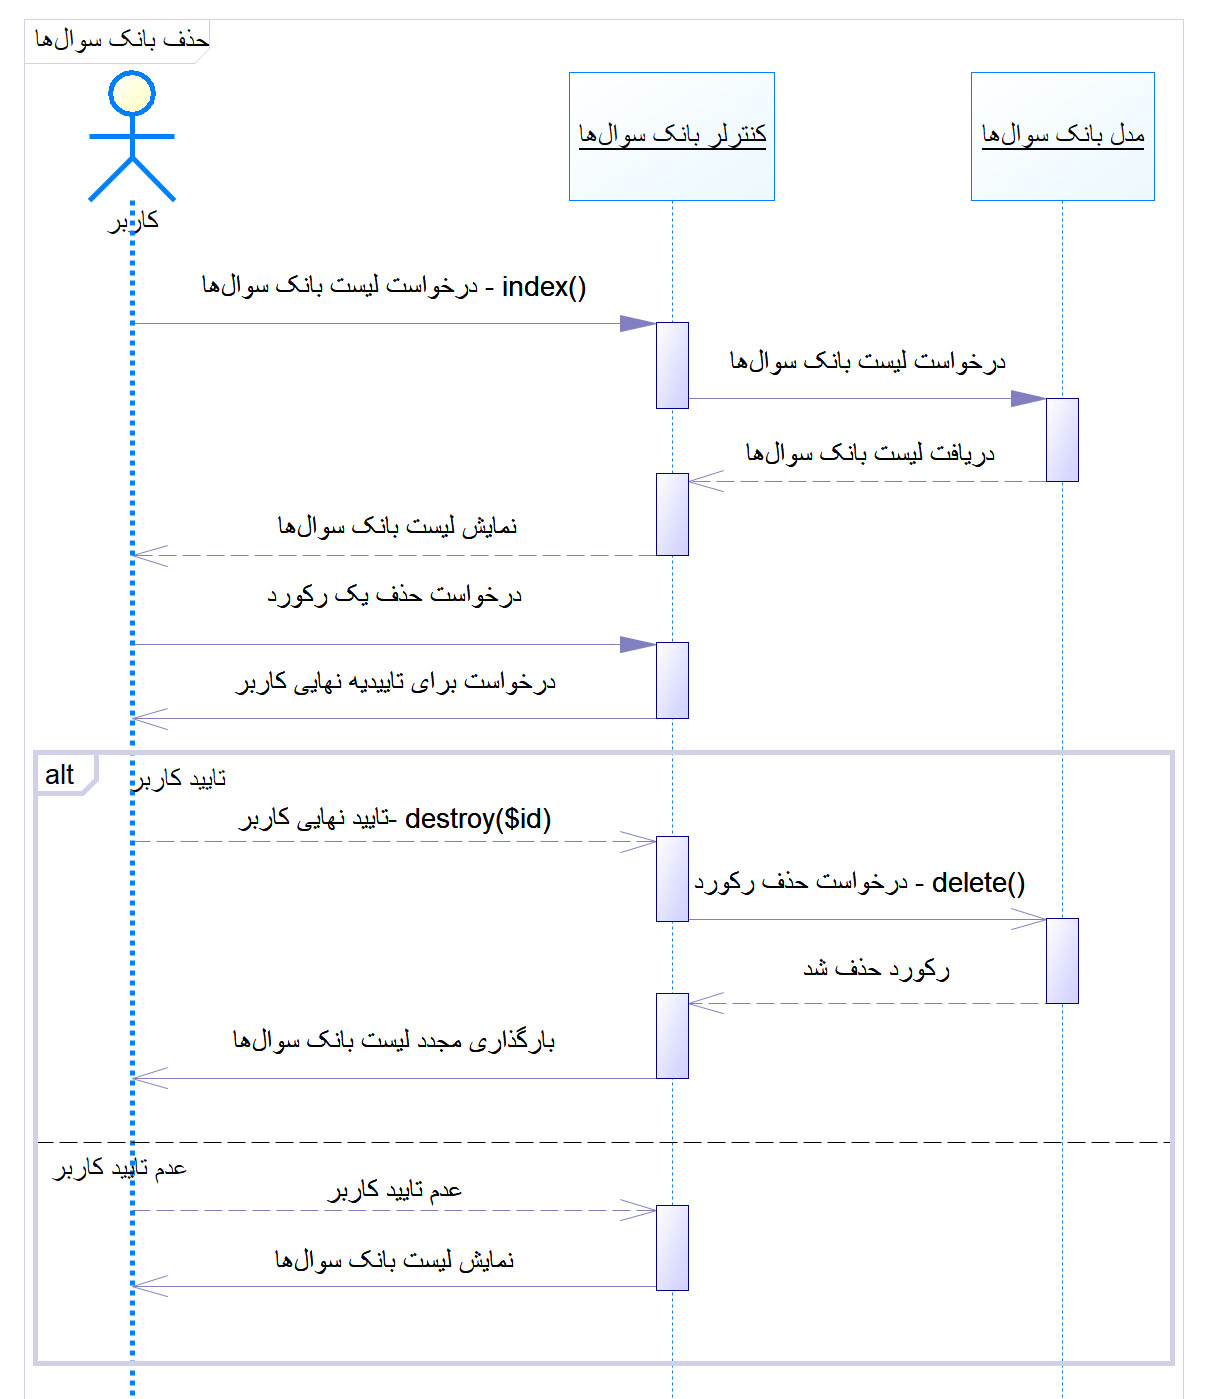 حذف بانک سوال‌ها
کاربر
کنترلر بانک سوال‌ها
مدل بانک سوال‌ها
درخواست لیست بانک سوال‌ها - index()
درخواست لیست بانک سوال‌ها
دریافت لیست بانک سوال‌ها
نمایش لیست بانک سوال‌ها
درخواست حذف یک رکورد
درخواست برای تاییدیه نهایی کاربر
alt
تایید کاربر
تایید نهایی کاربر- destroy($id)
درخواست حذف رکورد - delete()
رکورد حذف شد
بارگذاری مجدد لیست بانک سوال‌ها
عدم تایید کاربر
عدم تایید کاربر
نمایش لیست بانک سوال‌ها